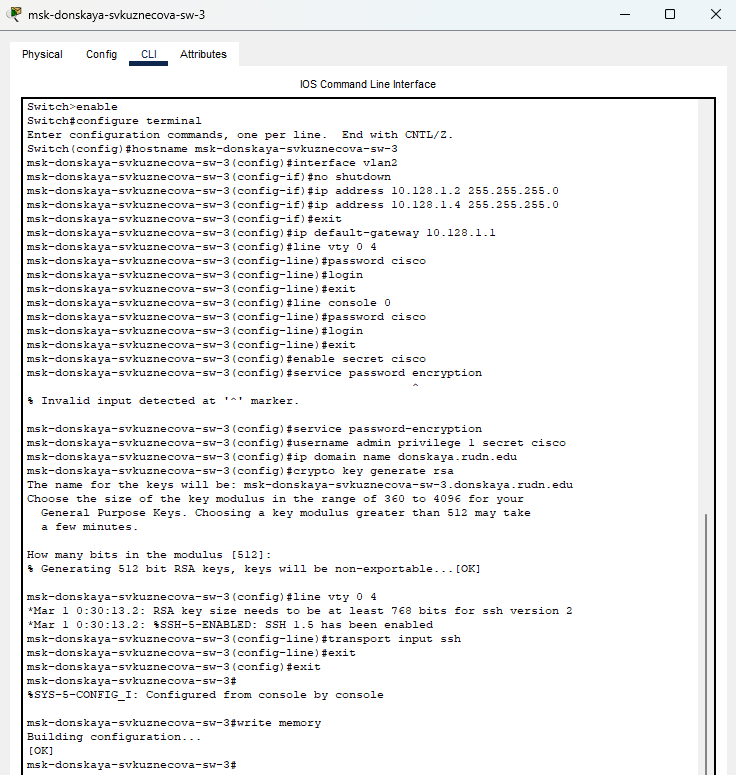 msk-donskaya-svkuznecova-sw-3
Physical Config CLI Attributes
IOS Command Line Interface
Switch>enable
Switch#configure terminal
Enter configuration commands, one per line.  End with CNTL/Z.
Switch(config)#hostname msk-donskaya-svkuznecova-sw-3
msk-donskaya-svkuznecova-sw-3(config)#interface vlan2
msk-donskaya-svkuznecova-sw-3(config-if)#no shutdown
msk-donskaya-svkuznecova-sw-3(config-if)#ip address 10.128.1.2 255.255.255.0
msk-donskaya-svkuznecova-sw-3(config-if)#ip address 10.128.1.4 255.255.255.0
msk-donskaya-svkuznecova-sw-3(config-if)#exit
msk-donskaya-svkuznecova-sw-3(config)#ip default-gateway 10.128.1.1
msk-donskaya-svkuznecova-sw-3(config)#line vty 0 4
msk-donskaya-svkuznecova-sw-3(config-line)#password cisco
msk-donskaya-svkuznecova-sw-3(config-line)#login
msk-donskaya-svkuznecova-sw-3(config-line)#exit
msk-donskaya-svkuznecova-sw-3(config)#line console 0
msk-donskaya-svkuznecova-sw-3(config-line)#password cisco
msk-donskaya-svkuznecova-sw-3(config-line)#login
msk-donskaya-svkuznecova-sw-3(config-line)#exit
msk-donskaya-svkuznecova-sw-3(config)#enable secret cisco
msk-donskaya-svkuznecova-sw-3(config)#service password encryption
^
% Invalid input detected at '^' marker.
msk-donskaya-svkuznecova-sw-3(config)#service password-encryption
msk-donskaya-svkuznecova-sw-3(config)#username admin privilege 1 secret cisco
msk-donskaya-svkuznecova-sw-3(config)#ip domain name donskaya.rudn.edu
msk-donskaya-svkuznecova-sw-3(config)#crypto key generate rsa
The name for the keys will be: msk-donskaya-svkuznecova-sw-3.donskaya.rudn.edu
Choose the size of the key modulus in the range of 360 to 4096 for your
General Purpose Keys. Choosing a key modulus greater than 512 may take
a few minutes.
How many bits in the modulus [512]:
% Generating 512 bit RSA keys, keys will be non-exportable...[OK]
msk-donskaya-svkuznecova-sw-3(config)#line vty 0 4
*Mar 1 0:30:13.2: RSA key size needs to be at least 768 bits for ssh version 2
*Mar 1 0:30:13.2: %SSH-5-ENABLED: SSH 1.5 has been enabled
msk-donskaya-svkuznecova-sw-3(config-line)#transport input ssh
msk-donskaya-svkuznecova-sw-3(config-line)#exit
msk-donskaya-svkuznecova-sw-3(config)#exit
msk-donskaya-svkuznecova-sw-3#
%SYS-5-CONFIG_I: Configured from console by console
msk-donskaya-svkuznecova-sw-3#write memory
Building configuration...
[OK]
msk-donskaya-svkuznecova-sw-3#